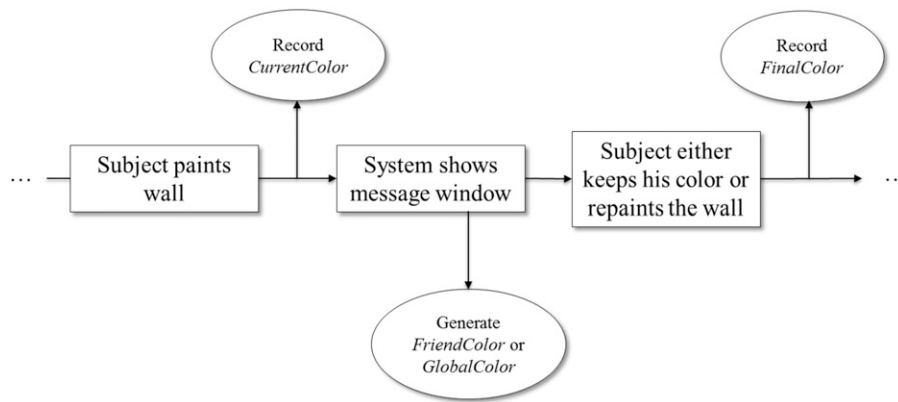 Record
CurrentColor
Record
FinalColor
...
Subject paints
wall
System shows
message window
Subject either
keeps his color or
repaints the wall
..
Generate
FriendColor or
GlobalColor